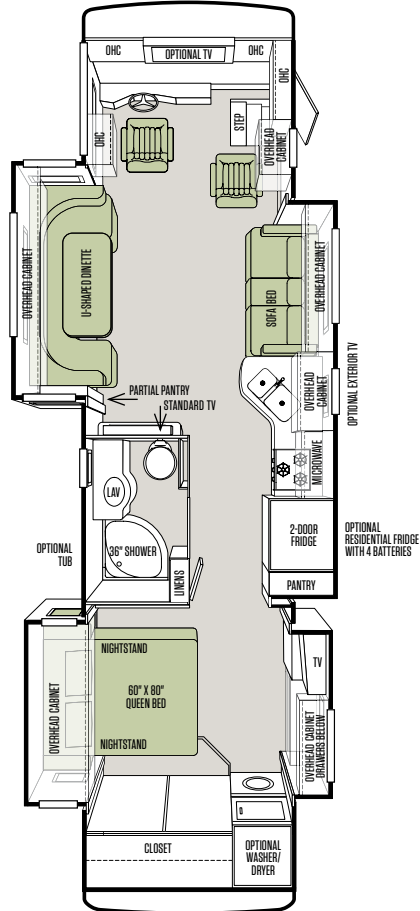 OHC
OPTIONAL TV
OHC
OHC
STEP
OHC
OVERHEAD
CABINET
OVERHEAD CABINET
U-SHAPED DINETTE
SOFA BED
OVERHEAD CABINET
OPTIONAL EXTERIOR TV
PARTIAL PANTRY
STANDARD TV
OVERHEAD
CABINET
MICROWAVE
LAV
36" SHOWER
OPTIONAL
TUB
LINENS
2-DOOR
FRIDGE
OPTIONAL
RESIDENTIAL FRIDGE
WITH 4 BATTERIES
PANTRY
NIGHTSTAND
60" X 80"
QUEEN BED
NIGHTSTAND
OVERHEAD CABINET
TV
OVERHEAD CABINET
DRAWERS BELOW
CLOSET
OPTIONAL
WASHER/
DRYER